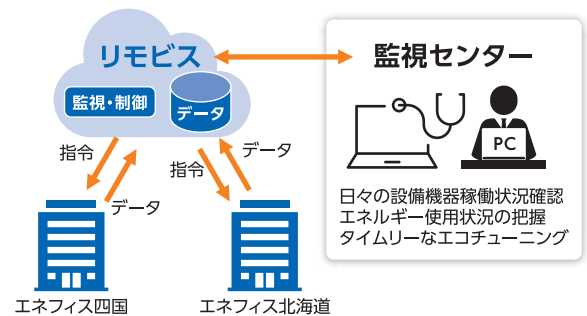 リモビス
監視・制御
データ
指令
データ
指令
データ
エネフィス四国
エネフィス北海道
監視センター
PC
日々の設備機器稼働状況確認
エネルギー使用状況の把握
タイムリーなエコチューニング